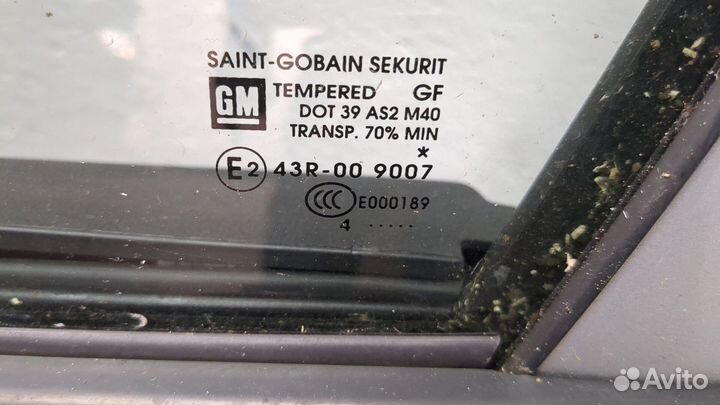 SAINT-GOBAIN SEKURIT
GM TEMPERED GF
DOT 39 AS2 M40
TRANSP. 70% MIN
*
E2 43R-00 9007
CCC E000189
4 .....
Avito